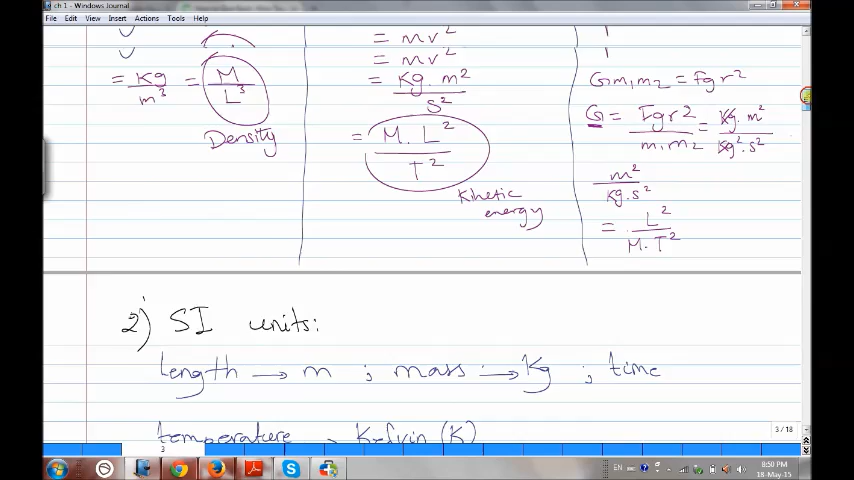 ch 1 - Windows Journal
File Edit View Insert Actions Tools Help
= Kg/m³ = M/L³
Density
= mv²
= mv²
= Kg. m²/S²
= M. L²/T²
Kinetic
energy
G m₁m₂ = Fg r²
G = Fg r²/m₁m₂ = Kg. m²/Kg². s²
m²/Kg. s²
= L²/M. T²
2) SI units:
length → m ; mass → Kg ; time
temperature → Kelvin (K)
3 / 18
3
EN
8:50 PM
18-May-15